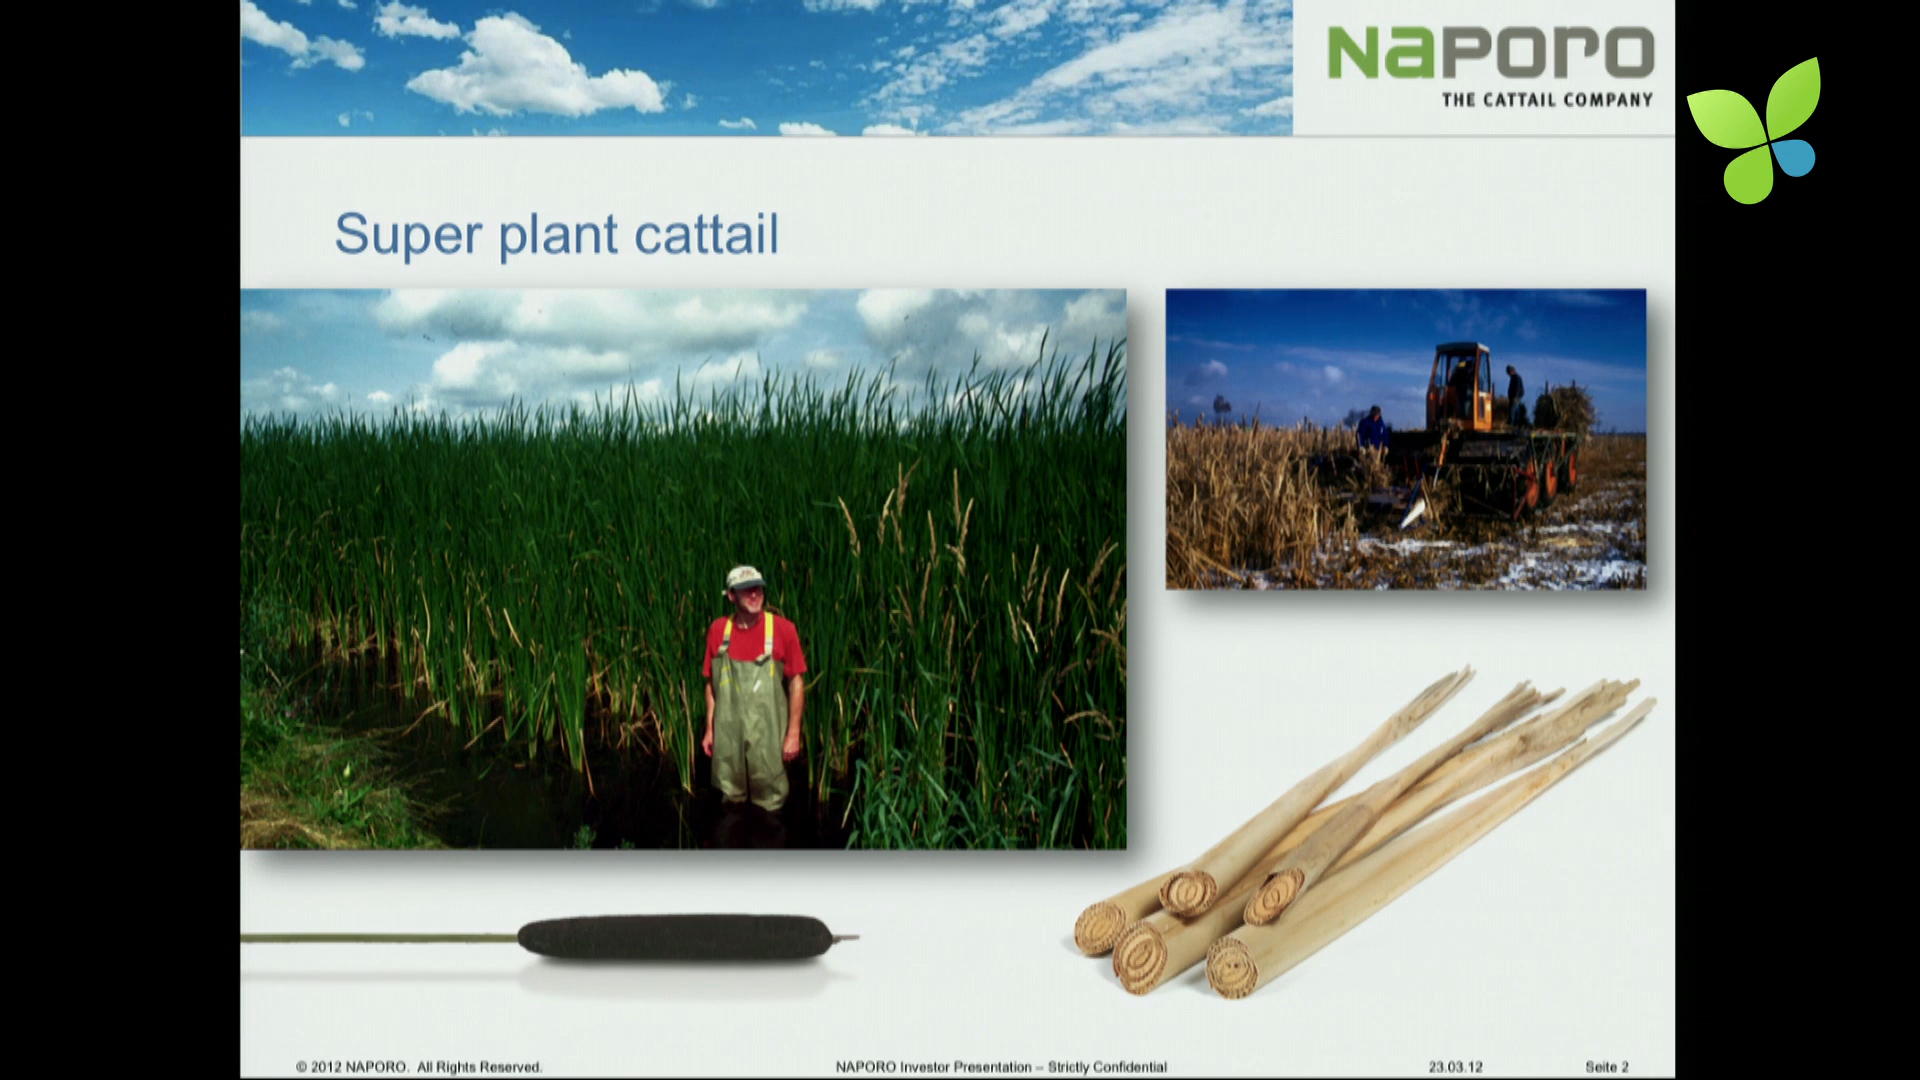 NAPORO
THE CATTAIL COMPANY
Super plant cattail
© 2012 NAPORO. All Rights Reserved.
NAPORO Investor Presentation – Strictly Confidential
23.03.12
Seite 2